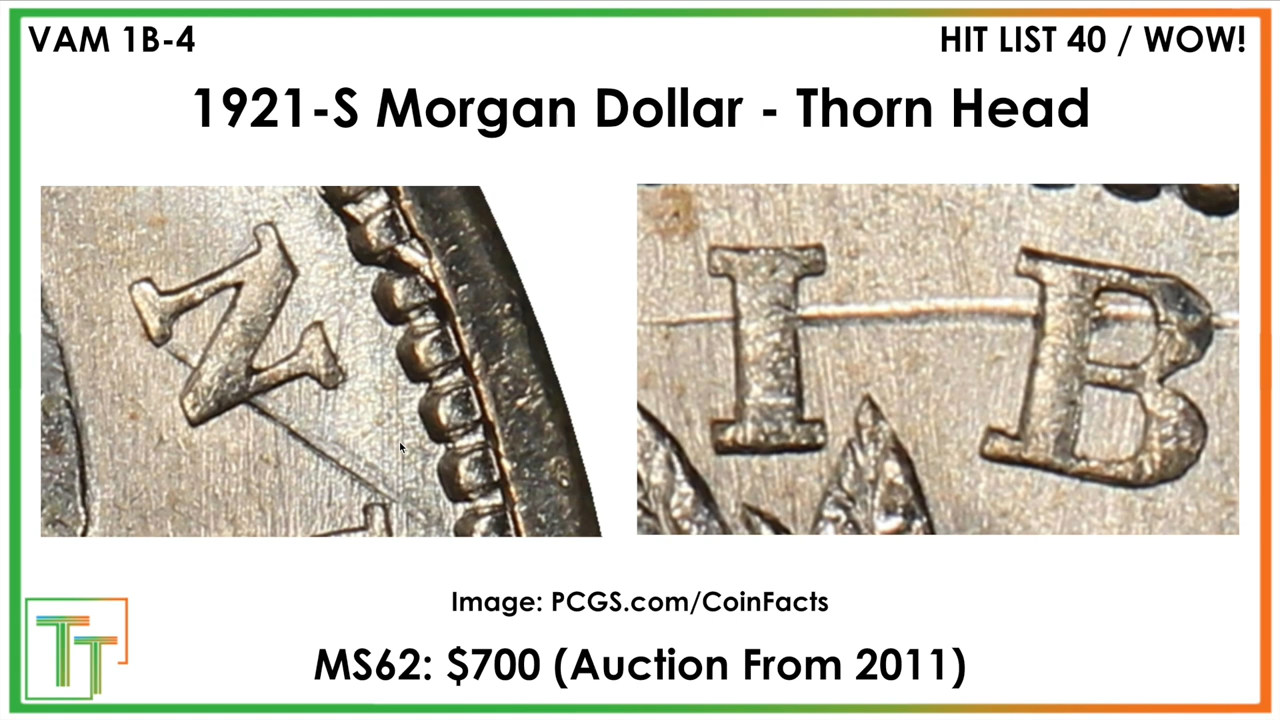 VAM 1B-4
HIT LIST 40 / WOW!
1921-S Morgan Dollar - Thorn Head
N
I B
Image: PCGS.com/CoinFacts
MS62: $700 (Auction From 2011)
TT